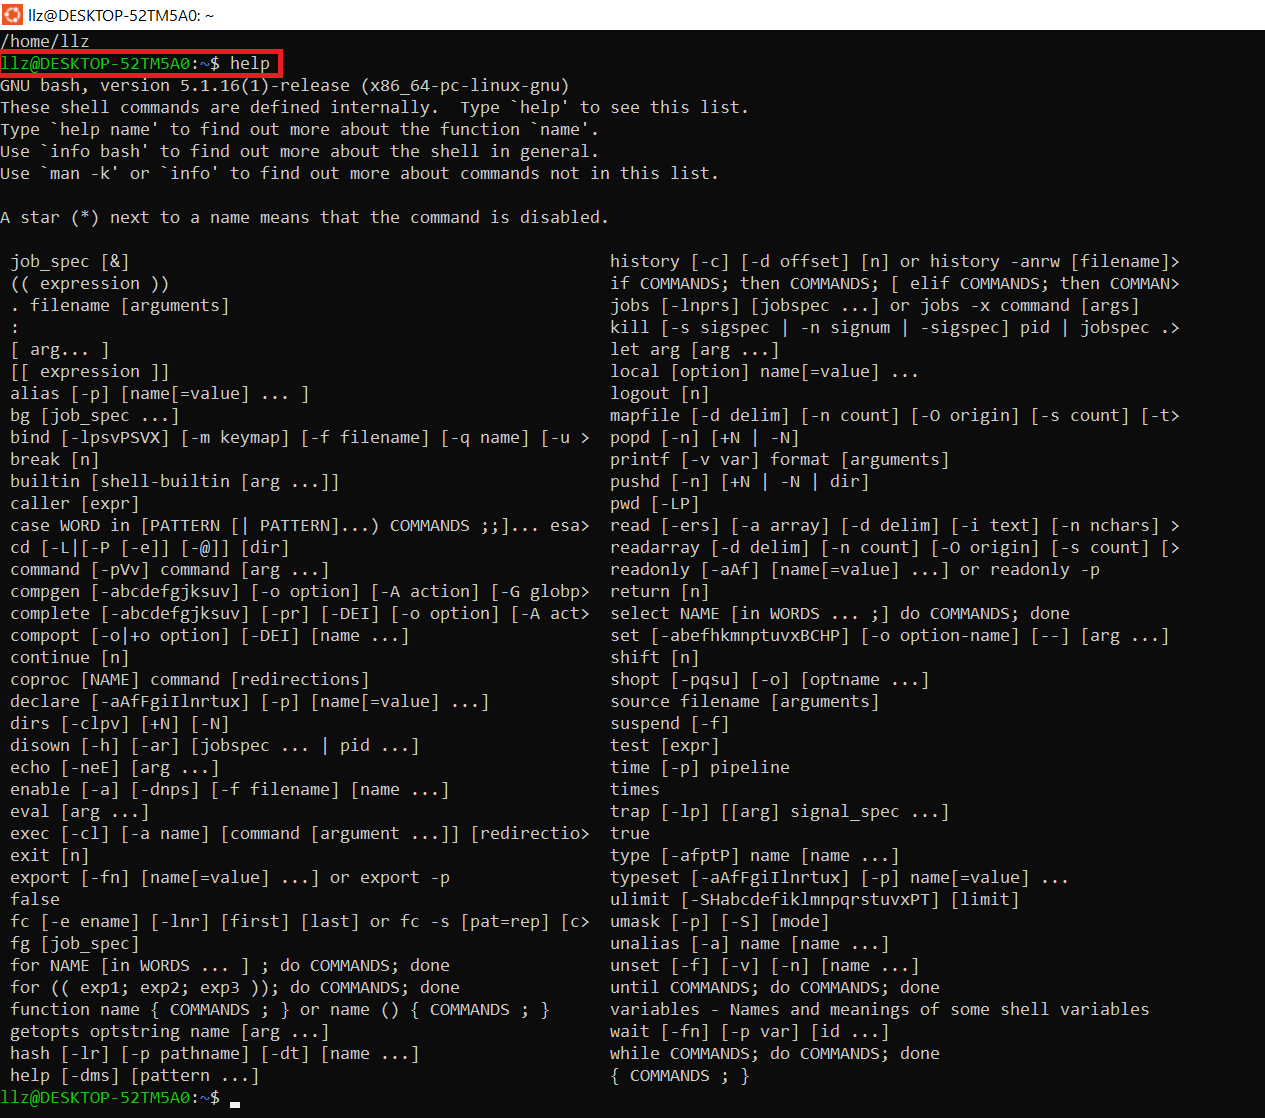 llz@DESKTOP-52TM5A0: ~
/home/llz
llz@DESKTOP-52TM5A0:~$ help
GNU bash, version 5.1.16(1)-release (x86_64-pc-linux-gnu)
These shell commands are defined internally.  Type `help' to see this list.
Type `help name' to find out more about the function `name'.
Use `info bash' to find out more about the shell in general.
Use `man -k' or `info' to find out more about commands not in this list.

A star (*) next to a name means that the command is disabled.

 job_spec [&]                                               history [-c] [-d offset] [n] or history -anrw [filename]>
 (( expression ))                                           if COMMANDS; then COMMANDS; [ elif COMMANDS; then COMMAN>
 . filename [arguments]                                     jobs [-lnprs] [jobspec ...] or jobs -x command [args]
 :                                                          kill [-s sigspec | -n signum | -sigspec] pid | jobspec .>
 [ arg... ]                                                 let arg [arg ...]
 [[ expression ]]                                           local [option] name[=value] ...
 alias [-p] [name[=value] ... ]                             logout [n]
 bg [job_spec ...]                                          mapfile [-d delim] [-n count] [-O origin] [-s count] [-t>
 bind [-lpsvPSVX] [-m keymap] [-f filename] [-q name] [-u >  popd [-n] [+N | -N]
 break [n]                                                  printf [-v var] format [arguments]
 builtin [shell-builtin [arg ...]]                          pushd [-n] [+N | -N | dir]
 caller [expr]                                              pwd [-LP]
 case WORD in [PATTERN [| PATTERN]...) COMMANDS ;;]... esa>  read [-ers] [-a array] [-d delim] [-i text] [-n nchars] >
 cd [-L|[-P [-e]] [-@]] [dir]                               readarray [-d delim] [-n count] [-O origin] [-s count] [>
 command [-pVv] command [arg ...]                           readonly [-aAf] [name[=value] ...] or readonly -p
 compgen [-abcdefgjksuv] [-o option] [-A action] [-G globp>  return [n]
 complete [-abcdefgjksuv] [-pr] [-DEI] [-o option] [-A act>  select NAME [in WORDS ... ;] do COMMANDS; done
 compopt [-o|+o option] [-DEI] [name ...]                   set [-abefhkmnptuvxBCHP] [-o option-name] [--] [arg ...]
 continue [n]                                               shift [n]
 coproc [NAME] command [redirections]                       shopt [-pqsu] [-o] [optname ...]
 declare [-aAfFgiIlnrtux] [-p] [name[=value] ...]           source filename [arguments]
 dirs [-clpv] [+N] [-N]                                     suspend [-f]
 disown [-h] [-ar] [jobspec ... | pid ...]                  test [expr]
 echo [-neE] [arg ...]                                      time [-p] pipeline
 enable [-a] [-dnps] [-f filename] [name ...]               times
 eval [arg ...]                                             trap [-lp] [[arg] signal_spec ...]
 exec [-cl] [-a name] [command [argument ...]] [redirectio>  true
 exit [n]                                                   type [-afptP] name [name ...]
 export [-fn] [name[=value] ...] or export -p               typeset [-aAfFgiIlnrtux] [-p] name[=value] ...
 false                                                      ulimit [-SHabcdefiklmnpqrstuvxPT] [limit]
 fc [-e ename] [-lnr] [first] [last] or fc -s [pat=rep] [c>  umask [-p] [-S] [mode]
 fg [job_spec]                                              unalias [-a] name [name ...]
 for NAME [in WORDS ... ] ; do COMMANDS; done               unset [-f] [-v] [-n] [name ...]
 for (( exp1; exp2; exp3 )); do COMMANDS; done              until COMMANDS; do COMMANDS; done
 function name { COMMANDS ; } or name () { COMMANDS ; }     variables - Names and meanings of some shell variables
 getopts optstring name [arg ...]                           wait [-fn] [-p var] [id ...]
 hash [-lr] [-p pathname] [-dt] [name ...]                  while COMMANDS; do COMMANDS; done
 help [-dms] [pattern ...]                                  { COMMANDS ; }
llz@DESKTOP-52TM5A0:~$